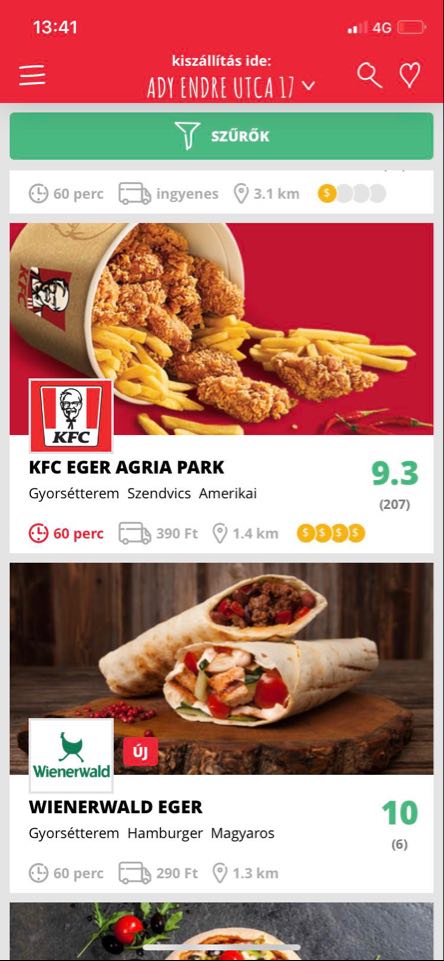 13:41
4G
kiszállítás ide:
ADY ENDRE UTCA 17
SZŰRŐK
60 perc ingyenes 3.1 km $
KFC
KFC
KFC EGER AGRIA PARK
9.3
Gyorsétterem Szendvics Amerikai
(207)
60 perc 390 Ft 1.4 km $ $ $ $
Wienerwald
ÚJ
WIENERWALD EGER
10
Gyorsétterem Hamburger Magyaros
(6)
60 perc 290 Ft 1.3 km